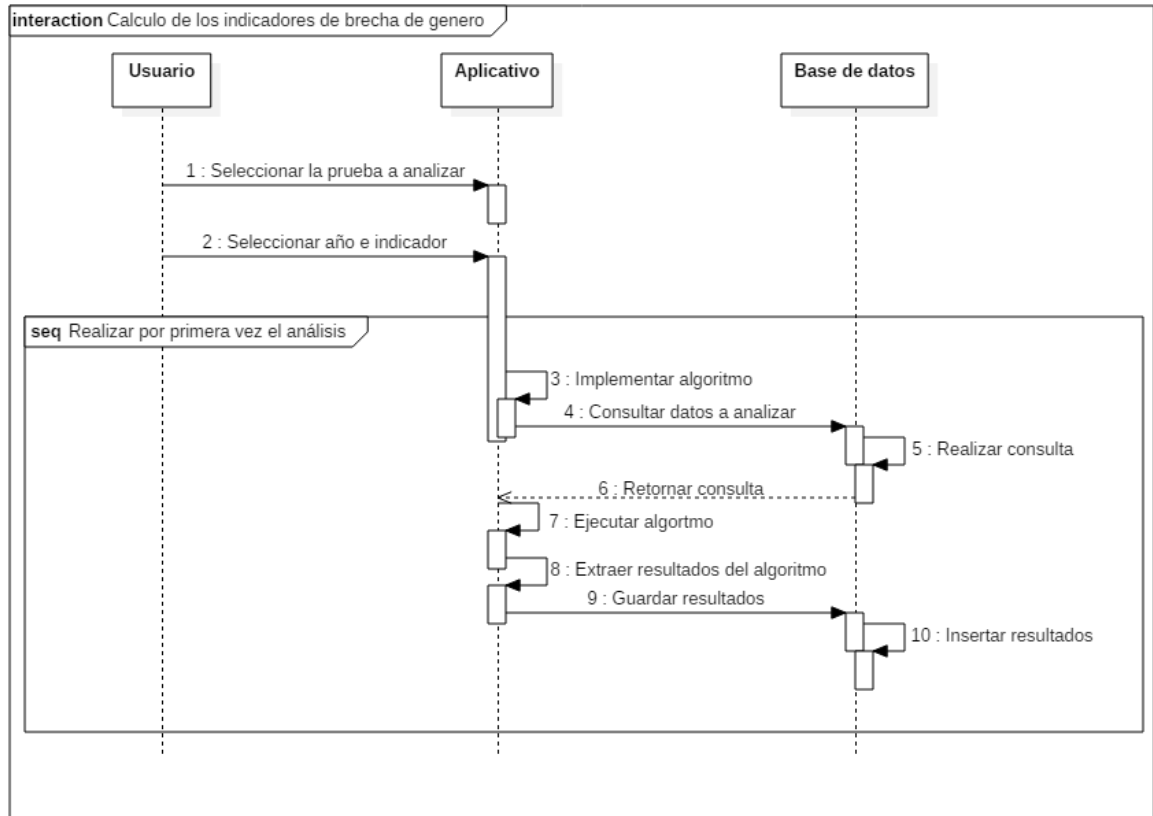 interaction Calculo de los indicadores de brecha de genero
Usuario
Aplicativo
Base de datos
1 : Seleccionar la prueba a analizar
2 : Seleccionar año e indicador
seq Realizar por primera vez el análisis
3 : Implementar algoritmo
4 : Consultar datos a analizar
5 : Realizar consulta
6 : Retornar consulta
7 : Ejecutar algortmo
8 : Extraer resultados del algoritmo
9 : Guardar resultados
10 : Insertar resultados